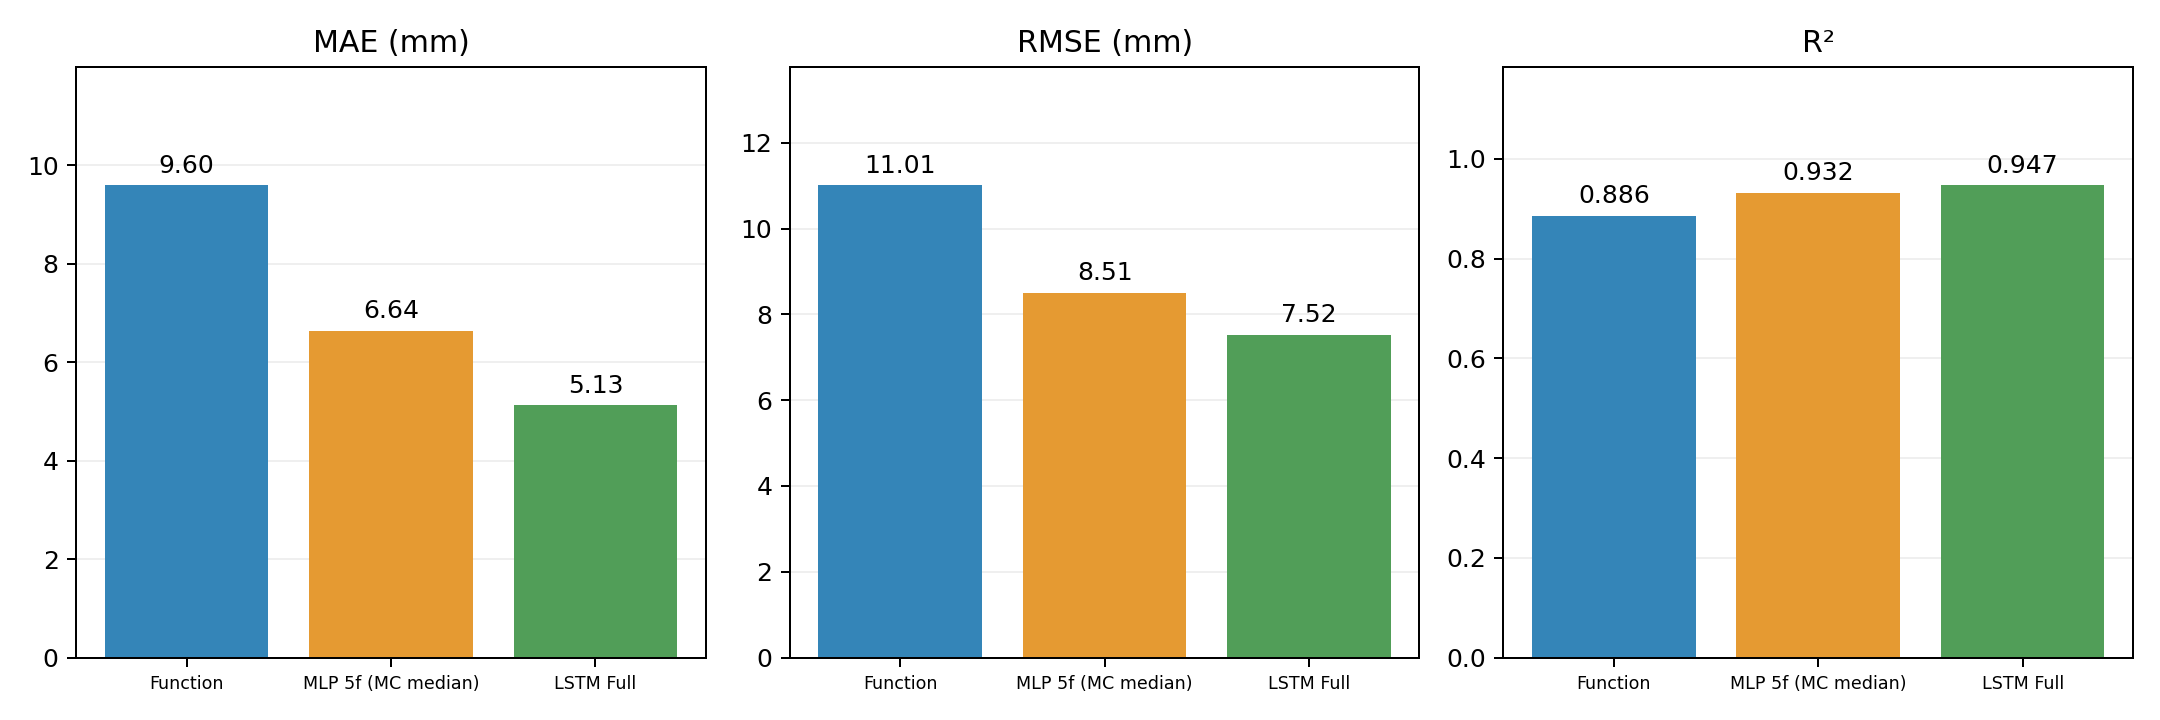 MAE (mm)
10
8
6
4
2
0
9.60
6.64
5.13
Function
MLP 5f (MC median)
LSTM Full
RMSE (mm)
12
10
8
6
4
2
0
11.01
8.51
7.52
Function
MLP 5f (MC median)
LSTM Full
R²
1.0
0.8
0.6
0.4
0.2
0.0
0.886
0.932
0.947
Function
MLP 5f (MC median)
LSTM Full